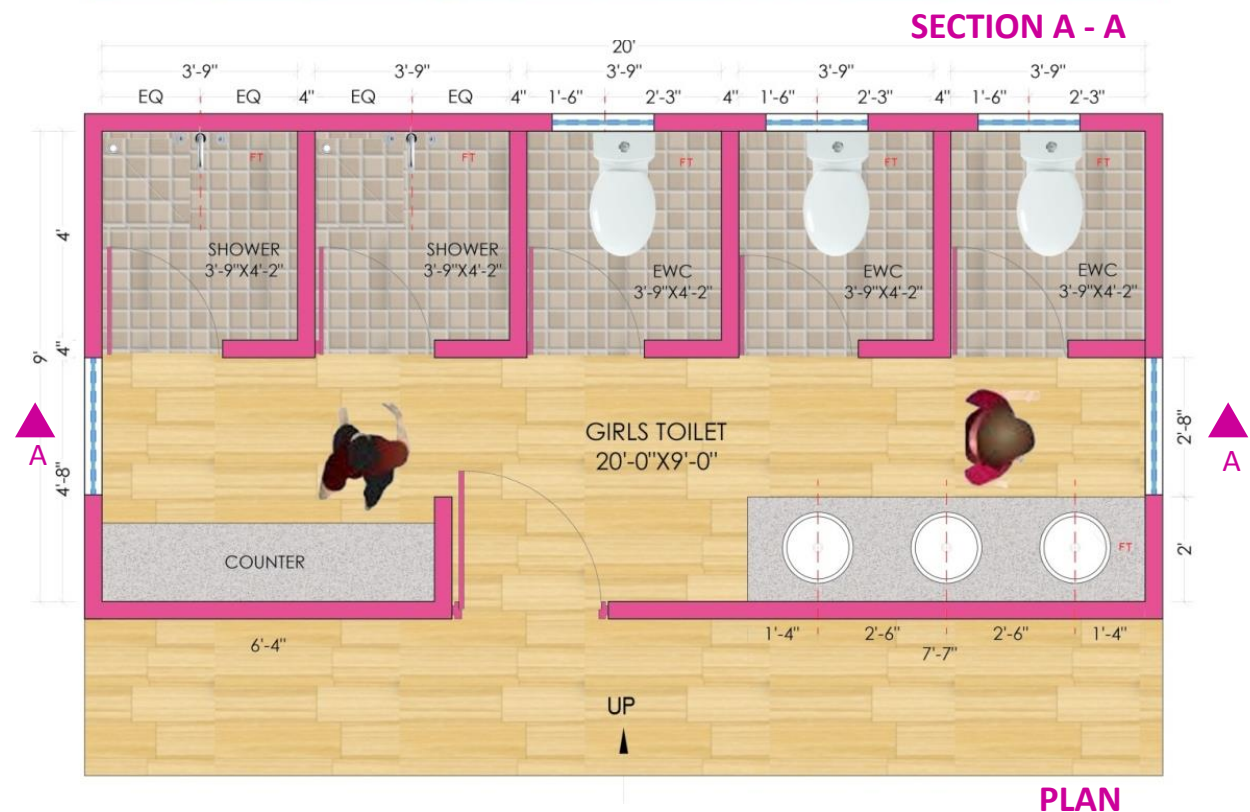 SECTION A - A
20'
3'-9" 3'-9" 3'-9" 3'-9" 3'-9"
EQ EQ 4" EQ EQ 4" 1'-6" 2'-3" 4" 1'-6" 2'-3" 4" 1'-6" 2'-3"
FT FT FT FT FT
4'
SHOWER
3'-9"X4'-2"
SHOWER
3'-9"X4'-2"
EWC
3'-9"X4'-2"
EWC
3'-9"X4'-2"
EWC
3'-9"X4'-2"
4"
9'
A
4'-8"
GIRLS TOILET
20'-0"X9'-0"
2'-8"
A
COUNTER
FT
2'
6'-4"
1'-4" 2'-6" 2'-6" 1'-4"
7'-7"
UP
PLAN